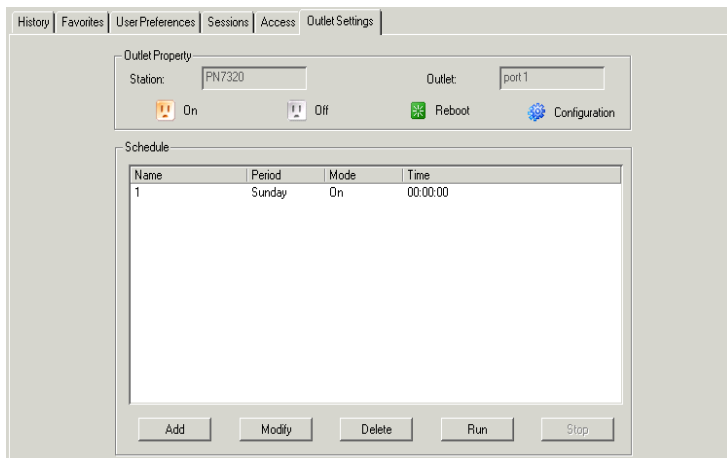 History Favorites User Preferences Sessions Access Outlet Settings
Outlet Property
Station: PN7320 Outlet: port 1
On Off Reboot Configuration
Schedule
Name Period Mode Time
1 Sunday On 00:00:00
Add Modify Delete Run Stop